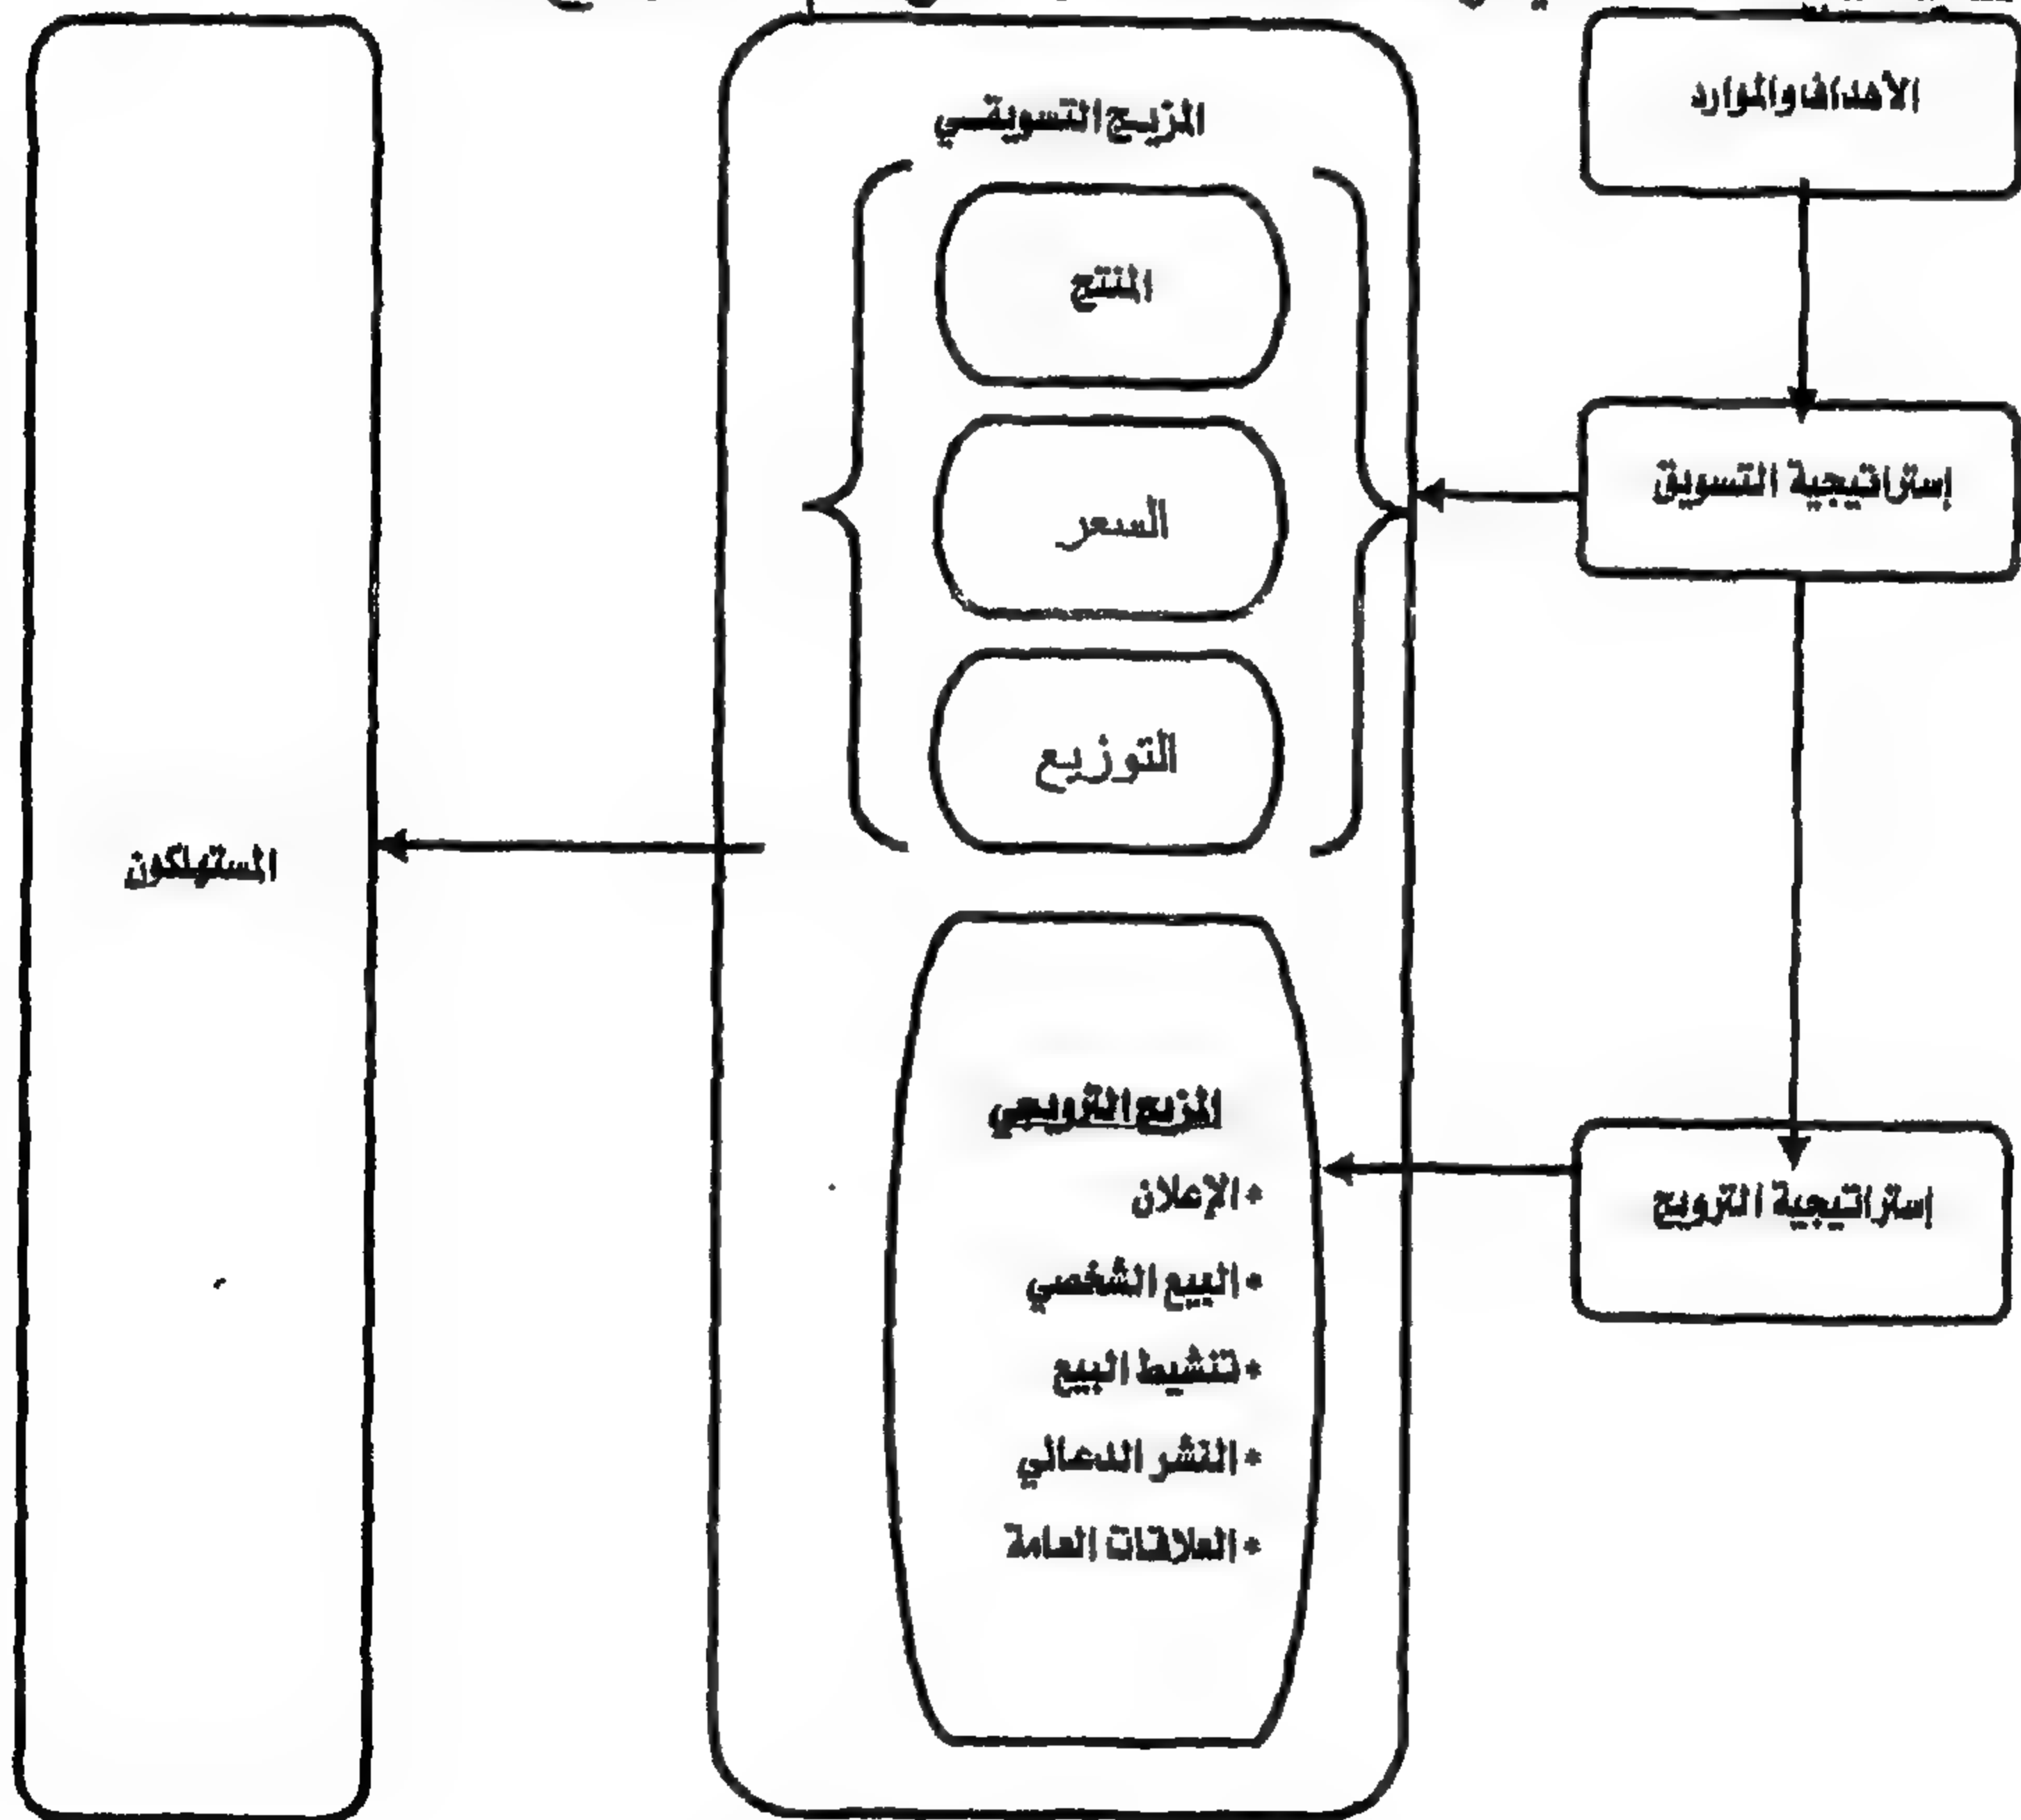 الأهداف والموارد
إستراتيجية التسويق
إستراتيجية الترويج
المزيج التسويقي
المنتج
السعر
التوزيع
المزيج الترويجي
* الإعلان
* البيع الشخصي
* تنشيط البيع
* النشر الدعائي
* العلاقات العامة
المستهلكون